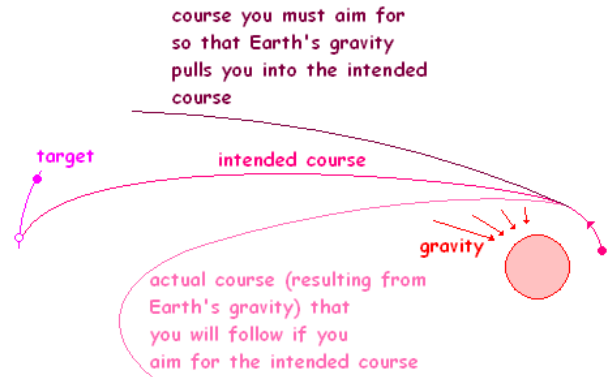 course you must aim for
so that Earth's gravity
pulls you into the intended
course
target
intended course
gravity
actual course (resulting from
Earth's gravity) that
you will follow if you
aim for the intended course